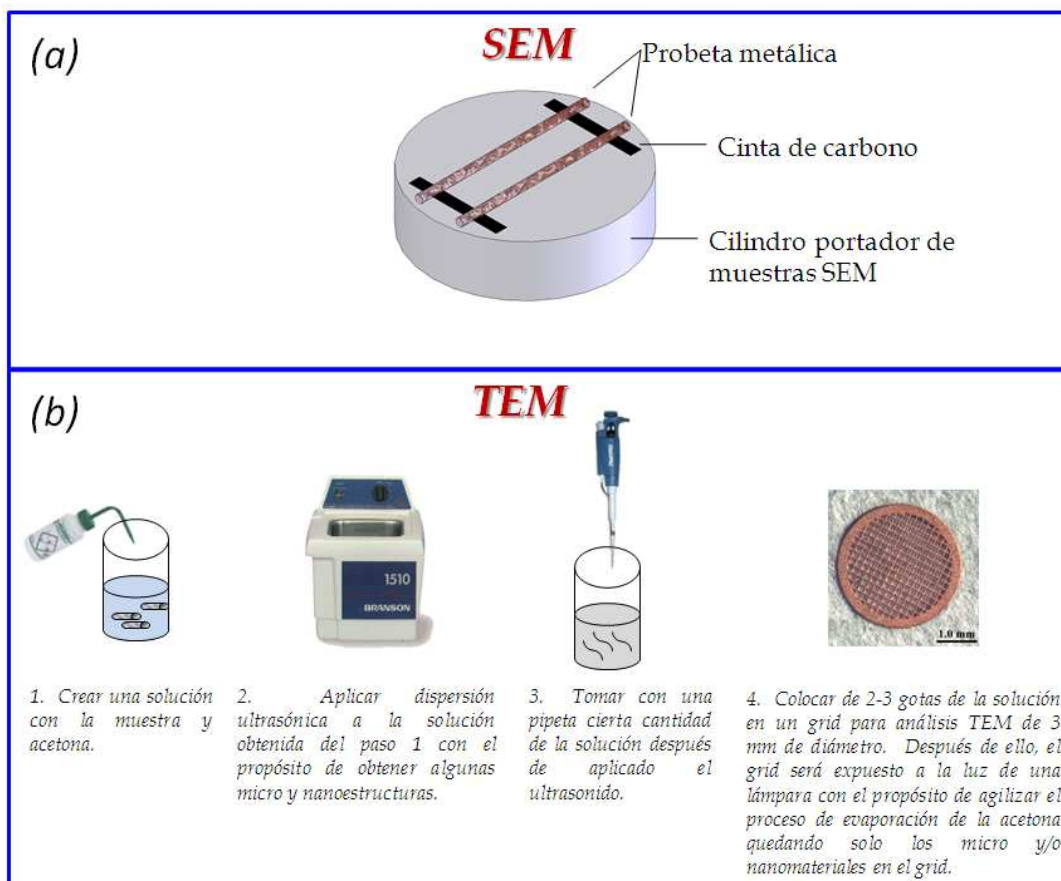 (a)
SEM
Probeta metálica
Cinta de carbono
Cilindro portador de
muestras SEM
(b)
TEM
1510
BRANSON
1.0 mm
1. Crear una solución
con la muestra y
acetona.
2. Aplicar dispersión
ultrasónica a la solución
obtenida del paso 1 con el
propósito de obtener algunas
micro y nanoestructuras.
3. Tomar con una
pipeta cierta cantidad
de la solución después
de aplicado el
ultrasonido.
4. Colocar de 2-3 gotas de la solución
en un grid para análisis TEM de 3
mm de diámetro. Después de ello, el
grid será expuesto a la luz de una
lámpara con el propósito de agilizar el
proceso de evaporación de la acetona
quedando solo los micro y/o
nanomateriales en el grid.